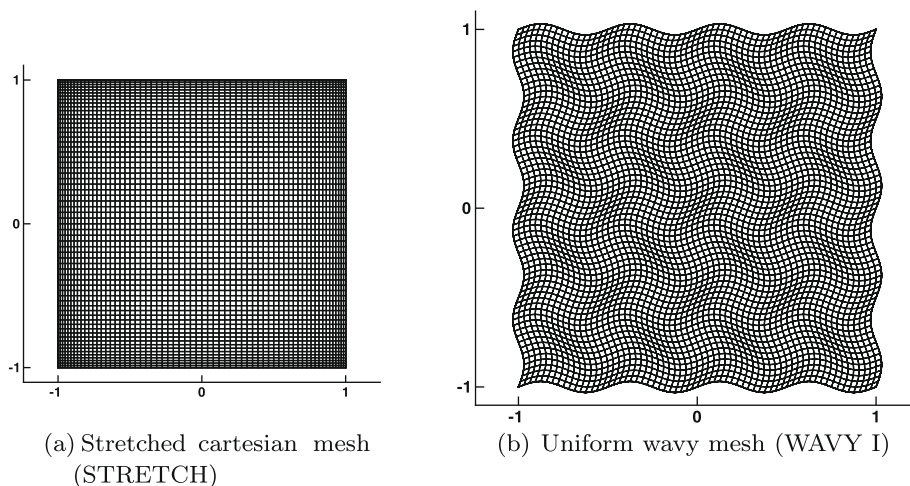 1
0
-1
-1 0 1
(a) Stretched cartesian mesh
(STRETCH)
1
0
-1
-1 0 1
(b) Uniform wavy mesh (WAVY I)